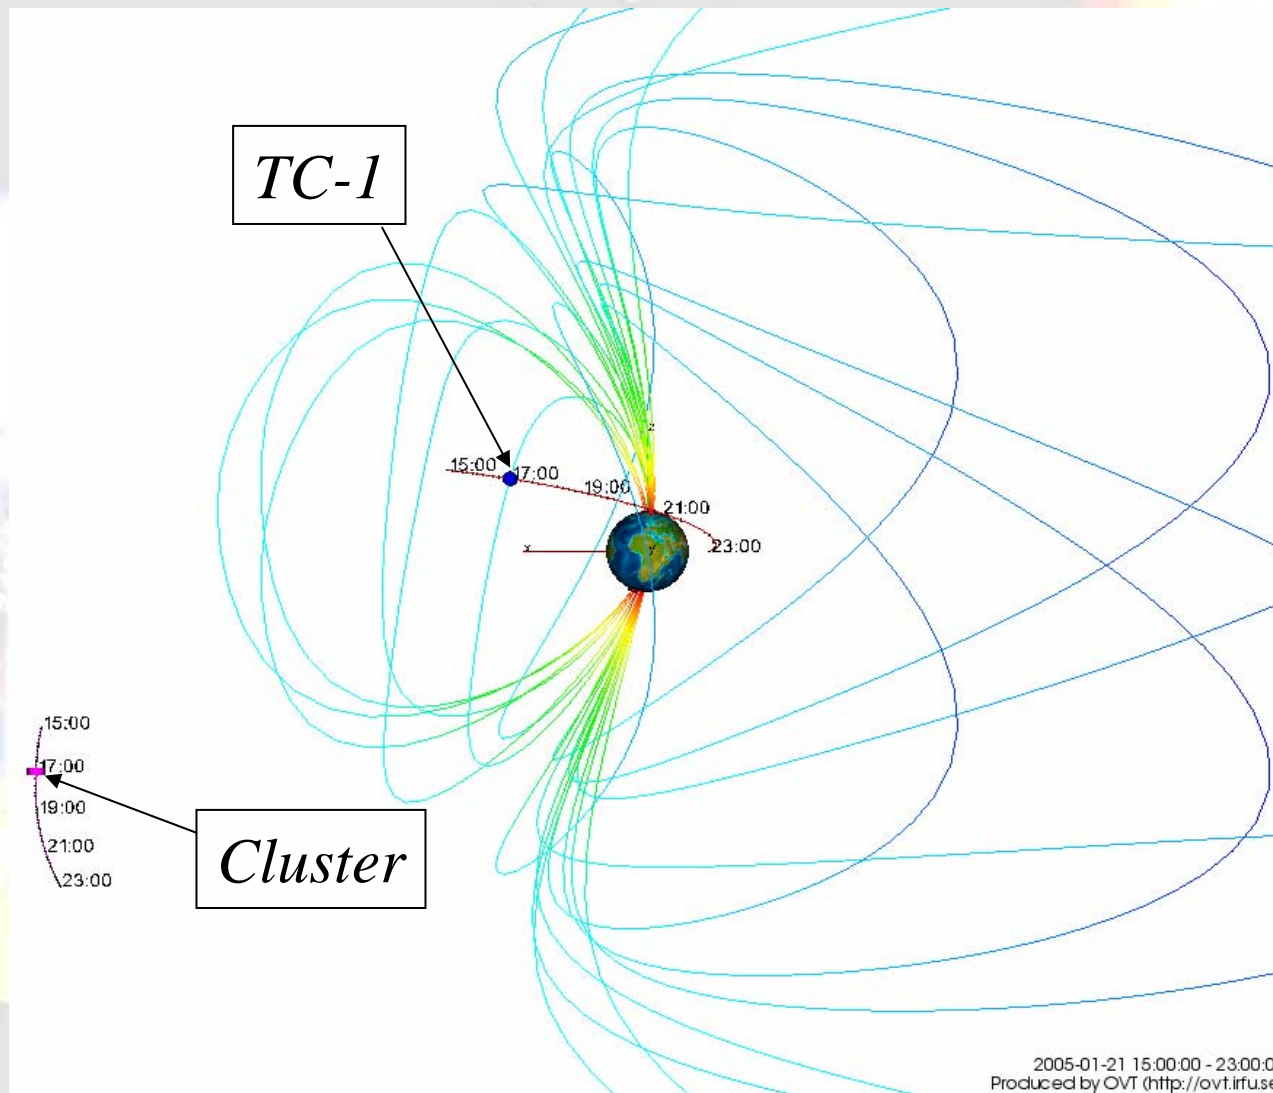 TC-1
15:00
17:00
19:00
21:00
23:00
z
x
y
15:00
17:00
19:00
21:00
23:00
Cluster
2005-01-21 15:00:00 - 23:00:0
Produced by OVT (http://ovt.irfu.se